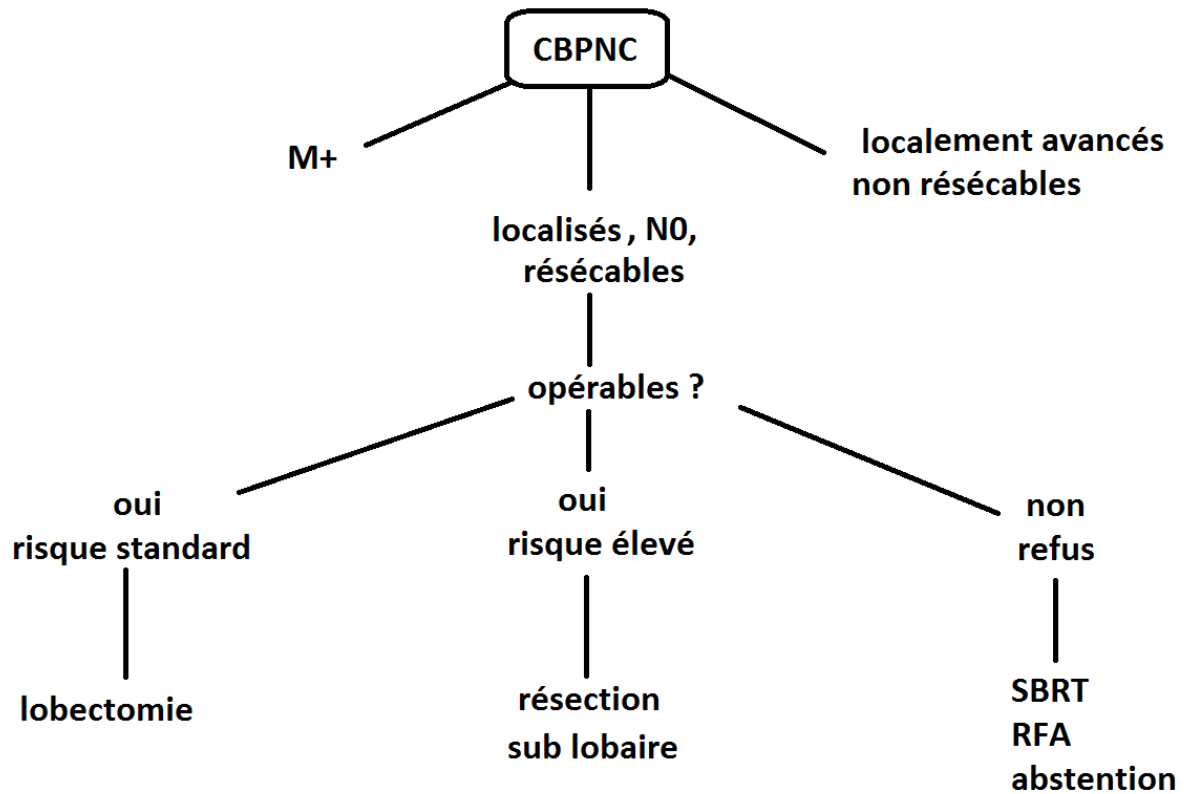 CBPNC
M+
localement avancés
non résécables
localisés , N0,
résécables
opérables ?
oui
risque standard
oui
risque élevé
non
refus
lobectomie
résection
sub lobaire
SBRT
RFA
abstention